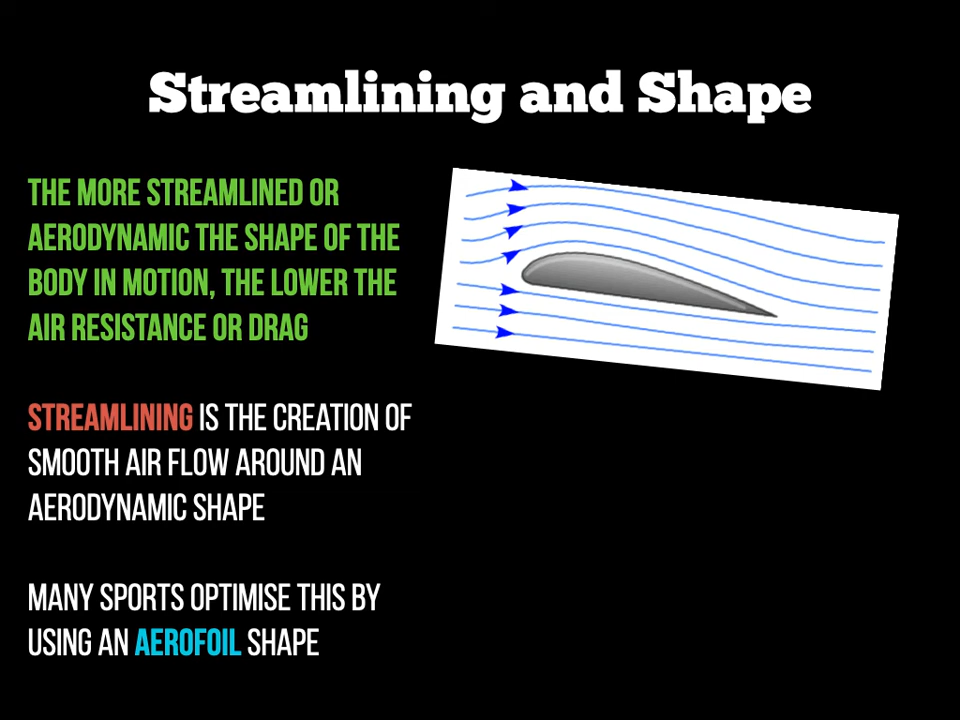 Streamlining and Shape
THE MORE STREAMLINED OR
AERODYNAMIC THE SHAPE OF THE
BODY IN MOTION, THE LOWER THE
AIR RESISTANCE OR DRAG
STREAMLINING IS THE CREATION OF
SMOOTH AIR FLOW AROUND AN
AERODYNAMIC SHAPE
MANY SPORTS OPTIMISE THIS BY
USING AN AEROFOIL SHAPE